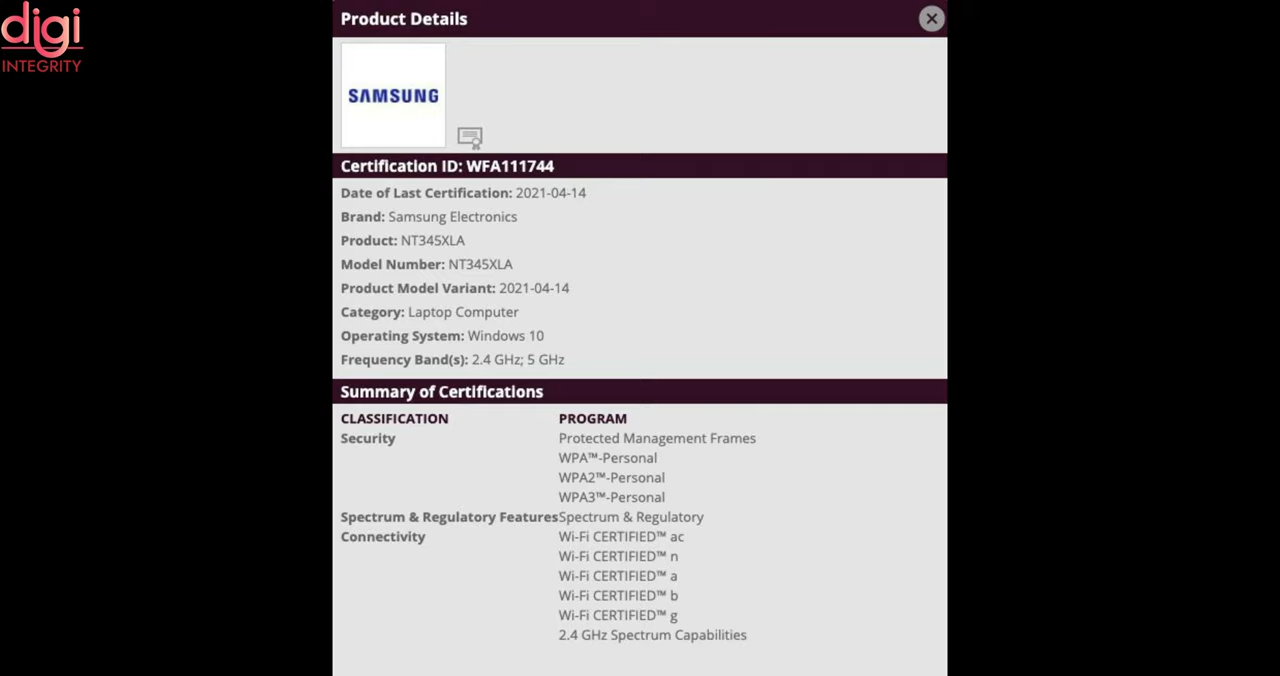 digi
INTEGRITY
Product Details
SAMSUNG
Certification ID: WFA111744
Date of Last Certification: 2021-04-14
Brand: Samsung Electronics
Product: NT345XLA
Model Number: NT345XLA
Product Model Variant: 2021-04-14
Category: Laptop Computer
Operating System: Windows 10
Frequency Band(s): 2.4 GHz; 5 GHz
Summary of Certifications
CLASSIFICATION PROGRAM
Security Protected Management Frames
WPA™-Personal
WPA2™-Personal
WPA3™-Personal
Spectrum & Regulatory Features Spectrum & Regulatory
Connectivity Wi-Fi CERTIFIED™ ac
Wi-Fi CERTIFIED™ n
Wi-Fi CERTIFIED™ a
Wi-Fi CERTIFIED™ b
Wi-Fi CERTIFIED™ g
2.4 GHz Spectrum Capabilities